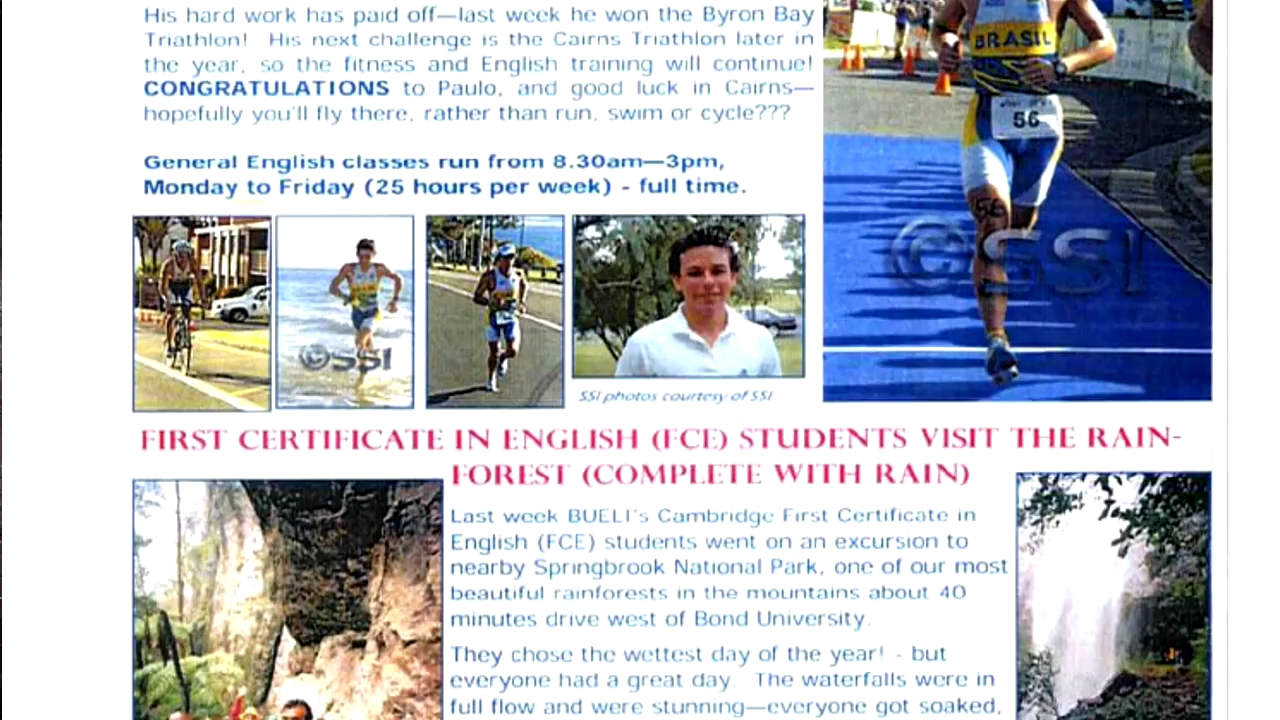 His hard work has paid off—last week he won the Byron Bay
Triathlon! His next challenge is the Cairns Triathlon later in
the year, so the fitness and English training will continue!
CONGRATULATIONS to Paulo, and good luck in Cairns—
hopefully you'll fly there, rather than run, swim or cycle???
General English classes run from 8.30am—3pm,
Monday to Friday (25 hours per week) - full time.
BRASIL
56
56
©SSI
©SSI
SSI photos courtesy of SSI
FIRST CERTIFICATE IN ENGLISH (FCE) STUDENTS VISIT THE RAIN-
FOREST (COMPLETE WITH RAIN)
Last week BUELI's Cambridge First Certificate in
English (FCE) students went on an excursion to
nearby Springbrook National Park, one of our most
beautiful rainforests in the mountains about 40
minutes drive west of Bond University.
They chose the wettest day of the year! - but
everyone had a great day. The waterfalls were in
full flow and were stunning—everyone got soaked,